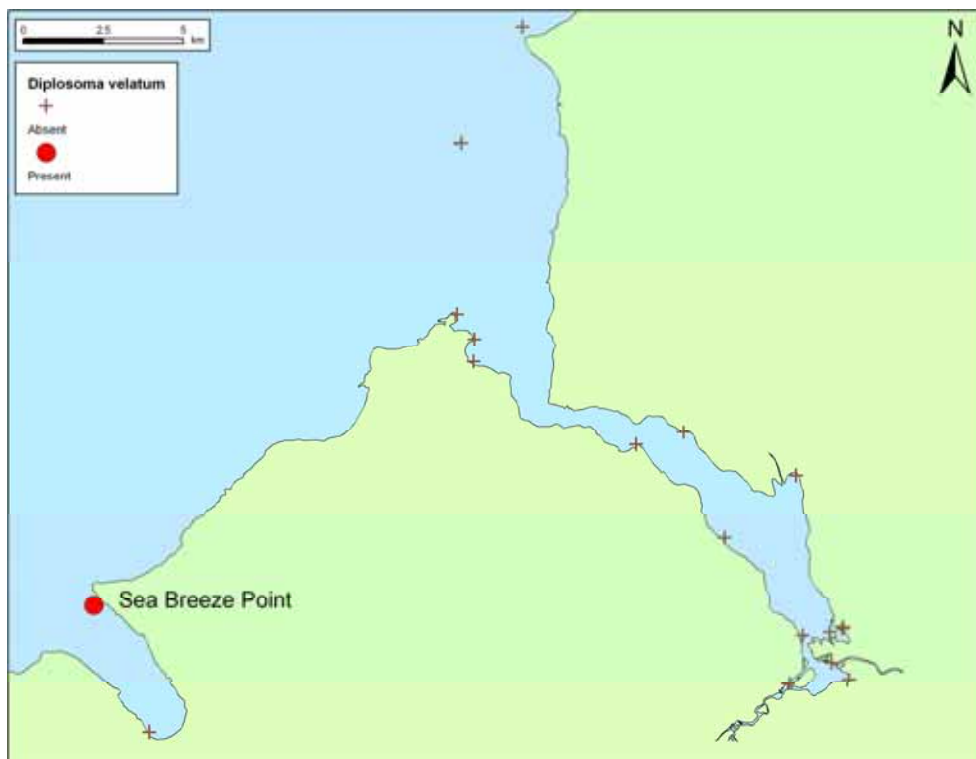 0 2.5 5
km
Diplosoma velatum
Absent
Present
N
Sea Breeze Point